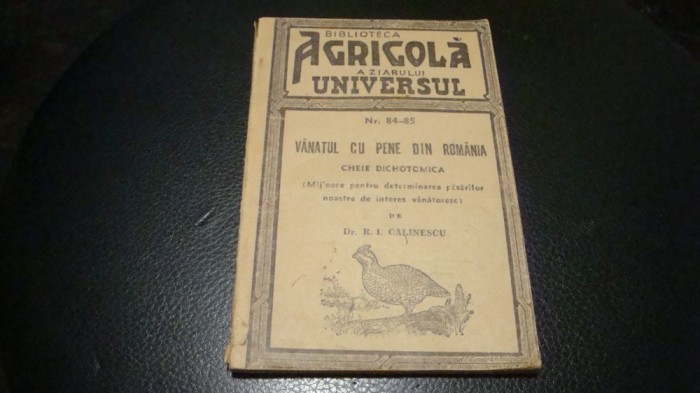 BIBLIOTECA
AGRICOLĂ
A ZIARULUI
UNIVERSUL
Nr. 84-85
VÂNATUL CU PENE DIN ROMÂNIA
CHEIE DICHOTOMICA
(Mijloace pentru determinarea păsărilor
noastre de interes vânătoresc)
DE
Dr. R. I. CĂLINESCU